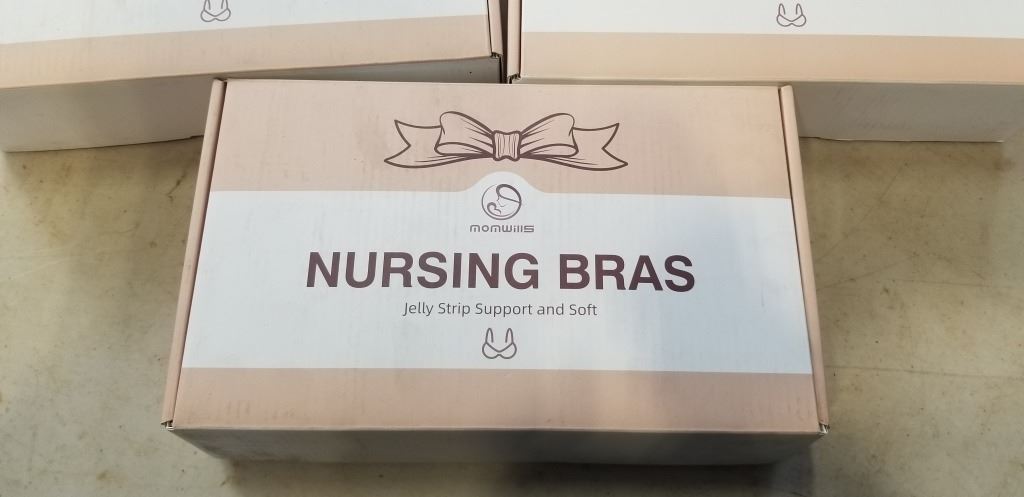 momwills
NURSING BRAS
Jelly Strip Support and Soft